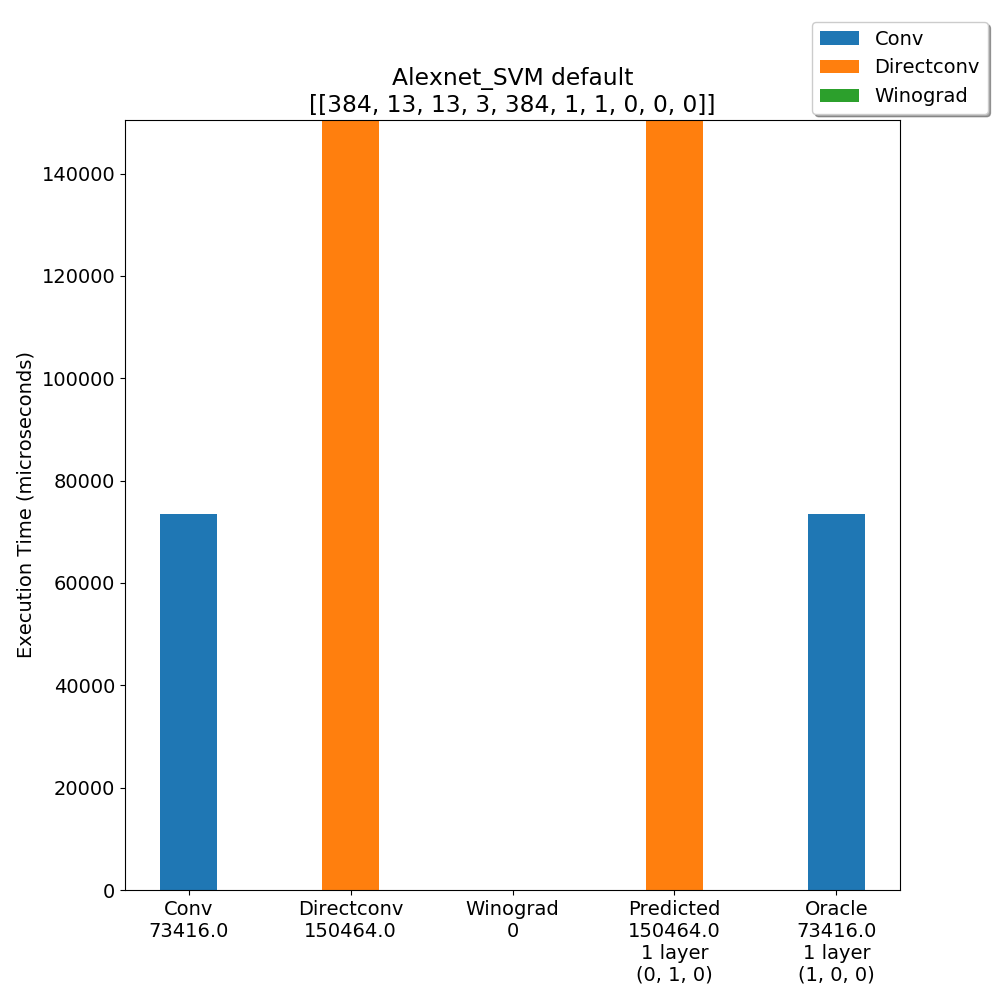 Conv
Directconv
Winograd
Alexnet_SVM default
[[384, 13, 13, 3, 384, 1, 1, 0, 0, 0]]
Execution Time (microseconds)
140000
120000
100000
80000
60000
40000
20000
0
Conv
73416.0
Directconv
150464.0
Winograd
0
Predicted
150464.0
1 layer
(0, 1, 0)
Oracle
73416.0
1 layer
(1, 0, 0)